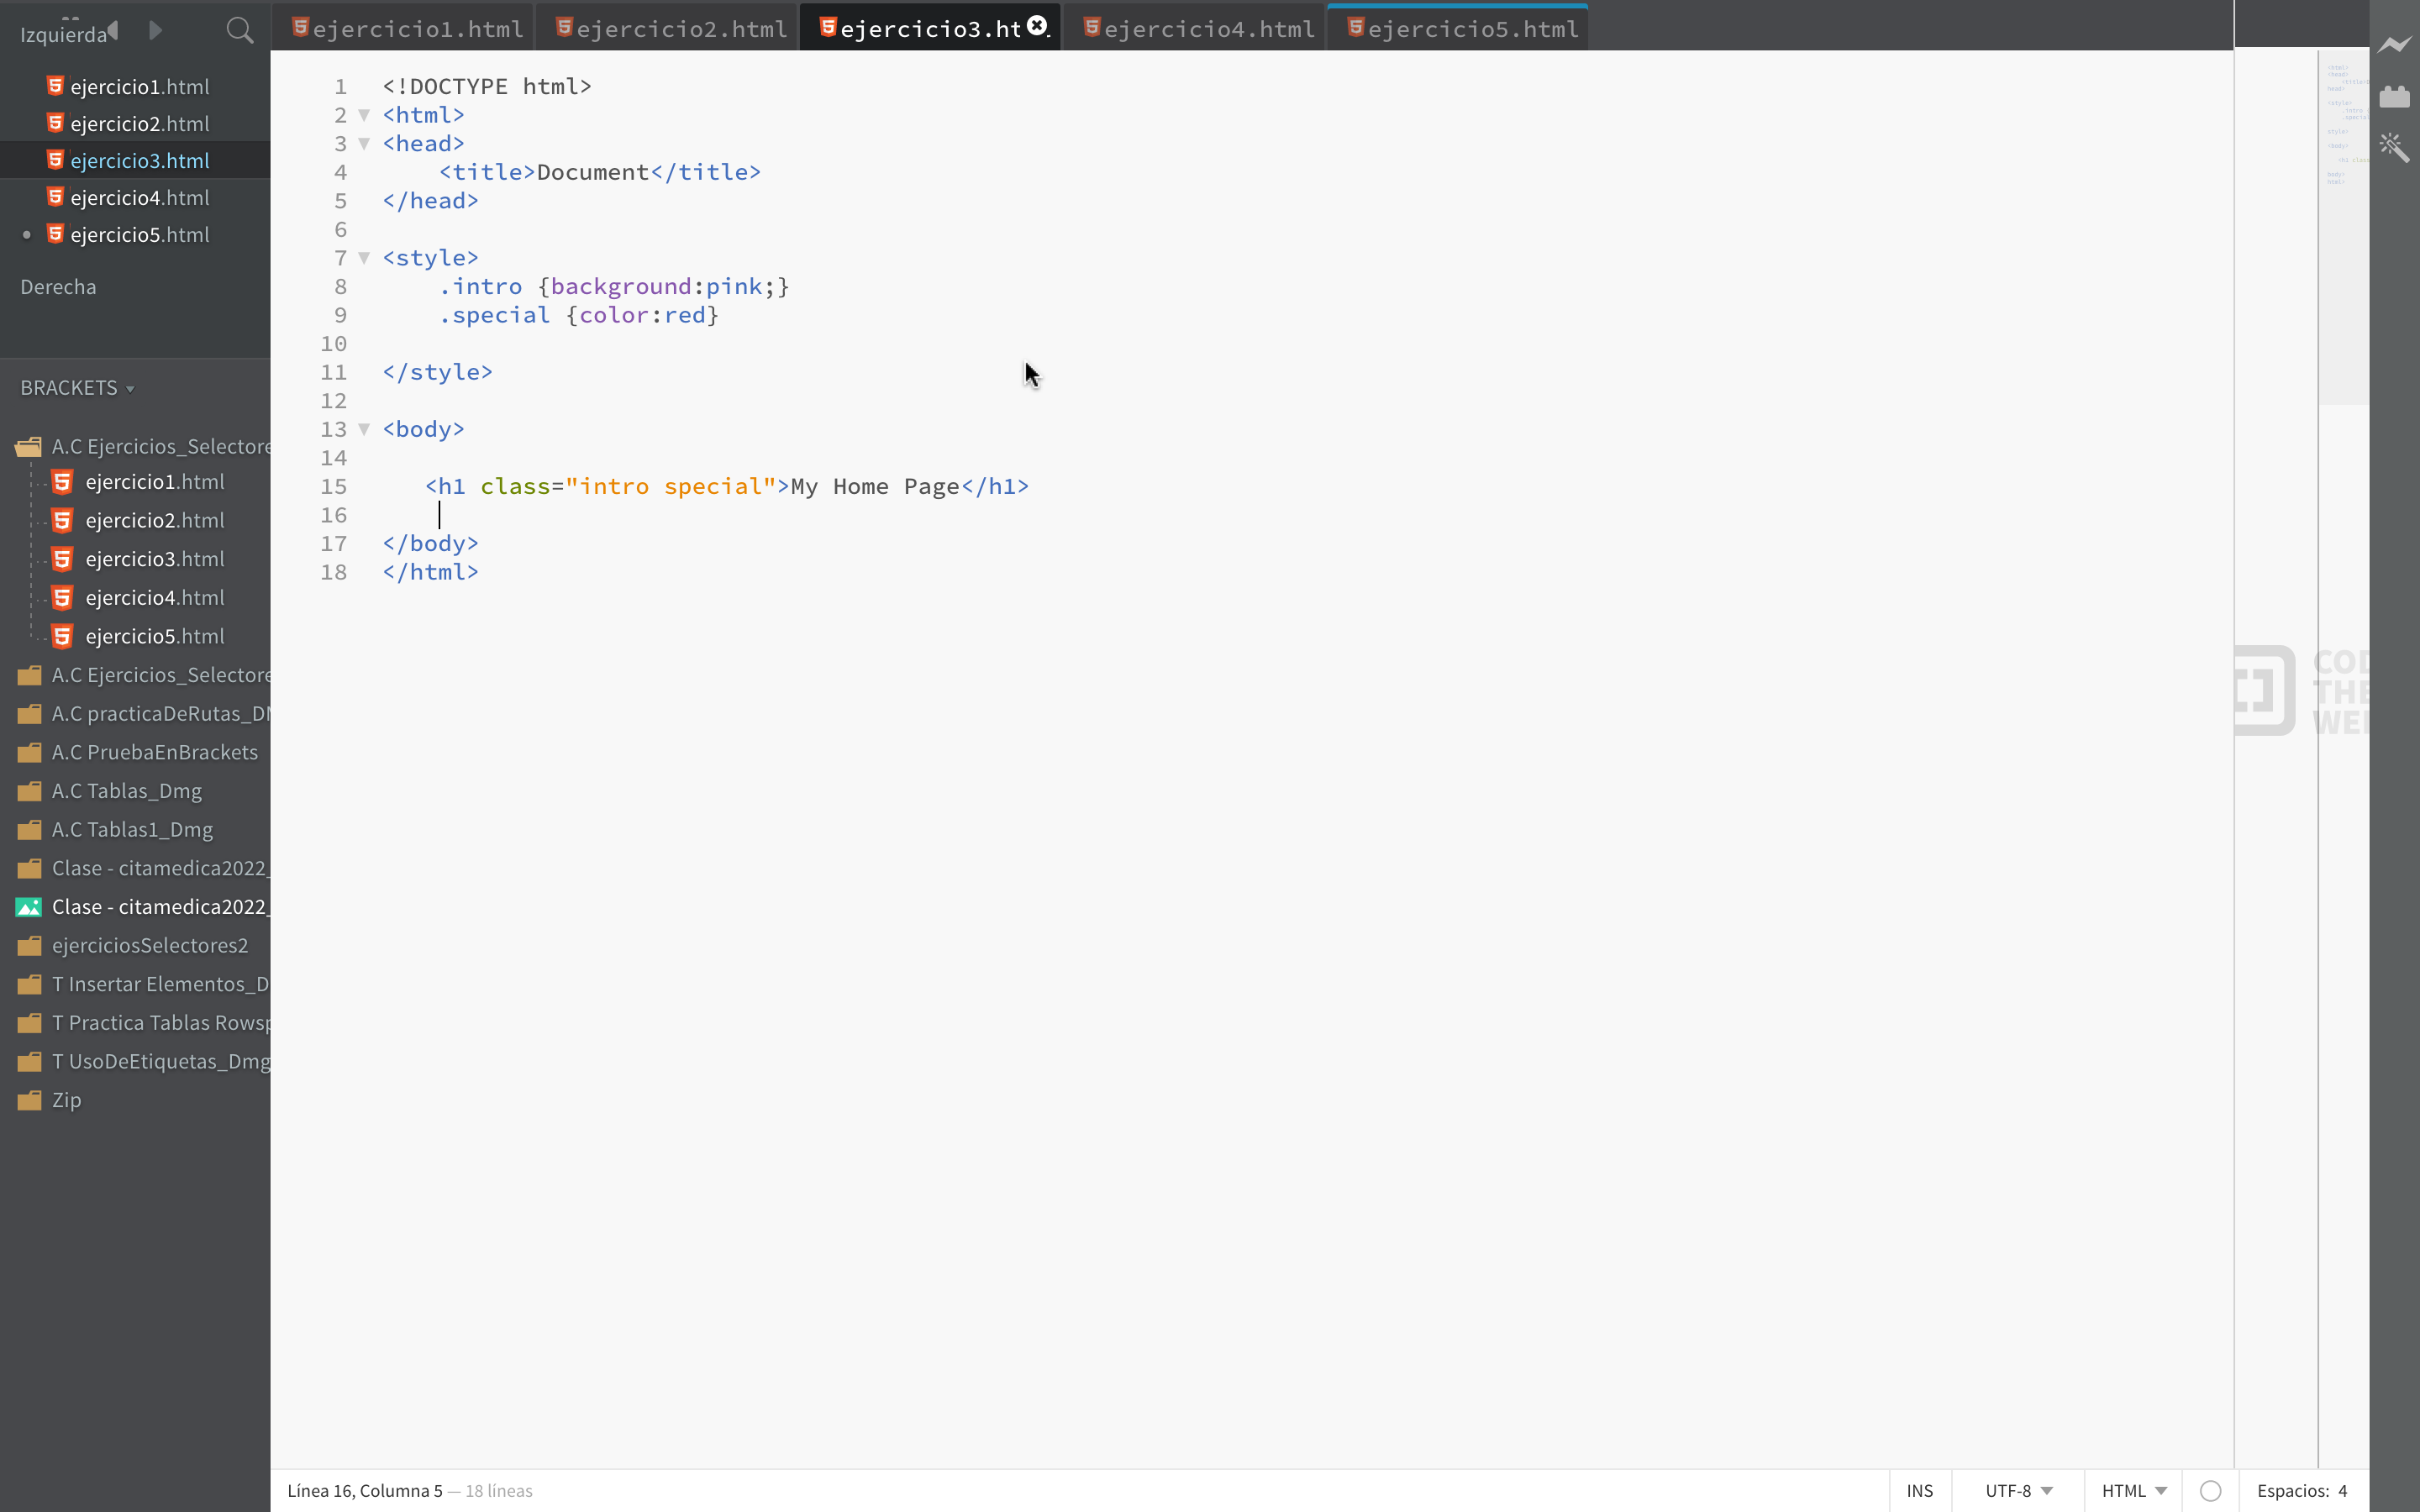 Izquierda
ejercicio1.html
ejercicio2.html
ejercicio3.html
ejercicio4.html
ejercicio5.html
Derecha
BRACKETS
A.C Ejercicios_Selectore
ejercicio1.html
ejercicio2.html
ejercicio3.html
ejercicio4.html
ejercicio5.html
A.C Ejercicios_Selectore
A.C practicaDeRutas_D
A.C PruebaEnBrackets
A.C Tablas_Dmg
A.C Tablas1_Dmg
Clase - citamedica2022_
Clase - citamedica2022_
ejerciciosSelectores2
T Insertar Elementos_D
T Practica Tablas Rowsp
T UsoDeEtiquetas_Dmg
Zip
ejercicio1.html ejercicio2.html ejercicio3.ht ejercicio4.html ejercicio5.html
1 <!DOCTYPE html>
2 <html>
3 <head>
4 <title>Document</title>
5 </head>
6
7 <style>
8 .intro {background:pink;}
9 .special {color:red}
10
11 </style>
12
13 <body>
14
15 <h1 class="intro special">My Home Page</h1>
16
17 </body>
18 </html>
COD
THE
WEB
Línea 16, Columna 5 — 18 líneas INS UTF-8 HTML Espacios: 4